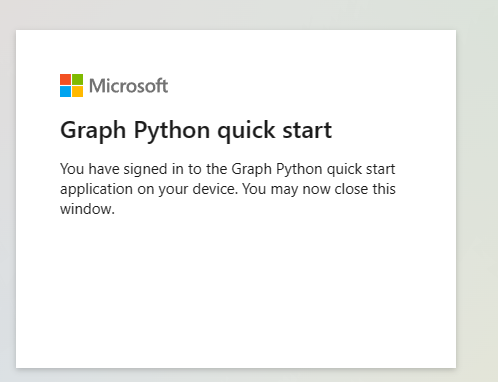 Microsoft
Graph Python quick start
You have signed in to the Graph Python quick start
application on your device. You may now close this
window.